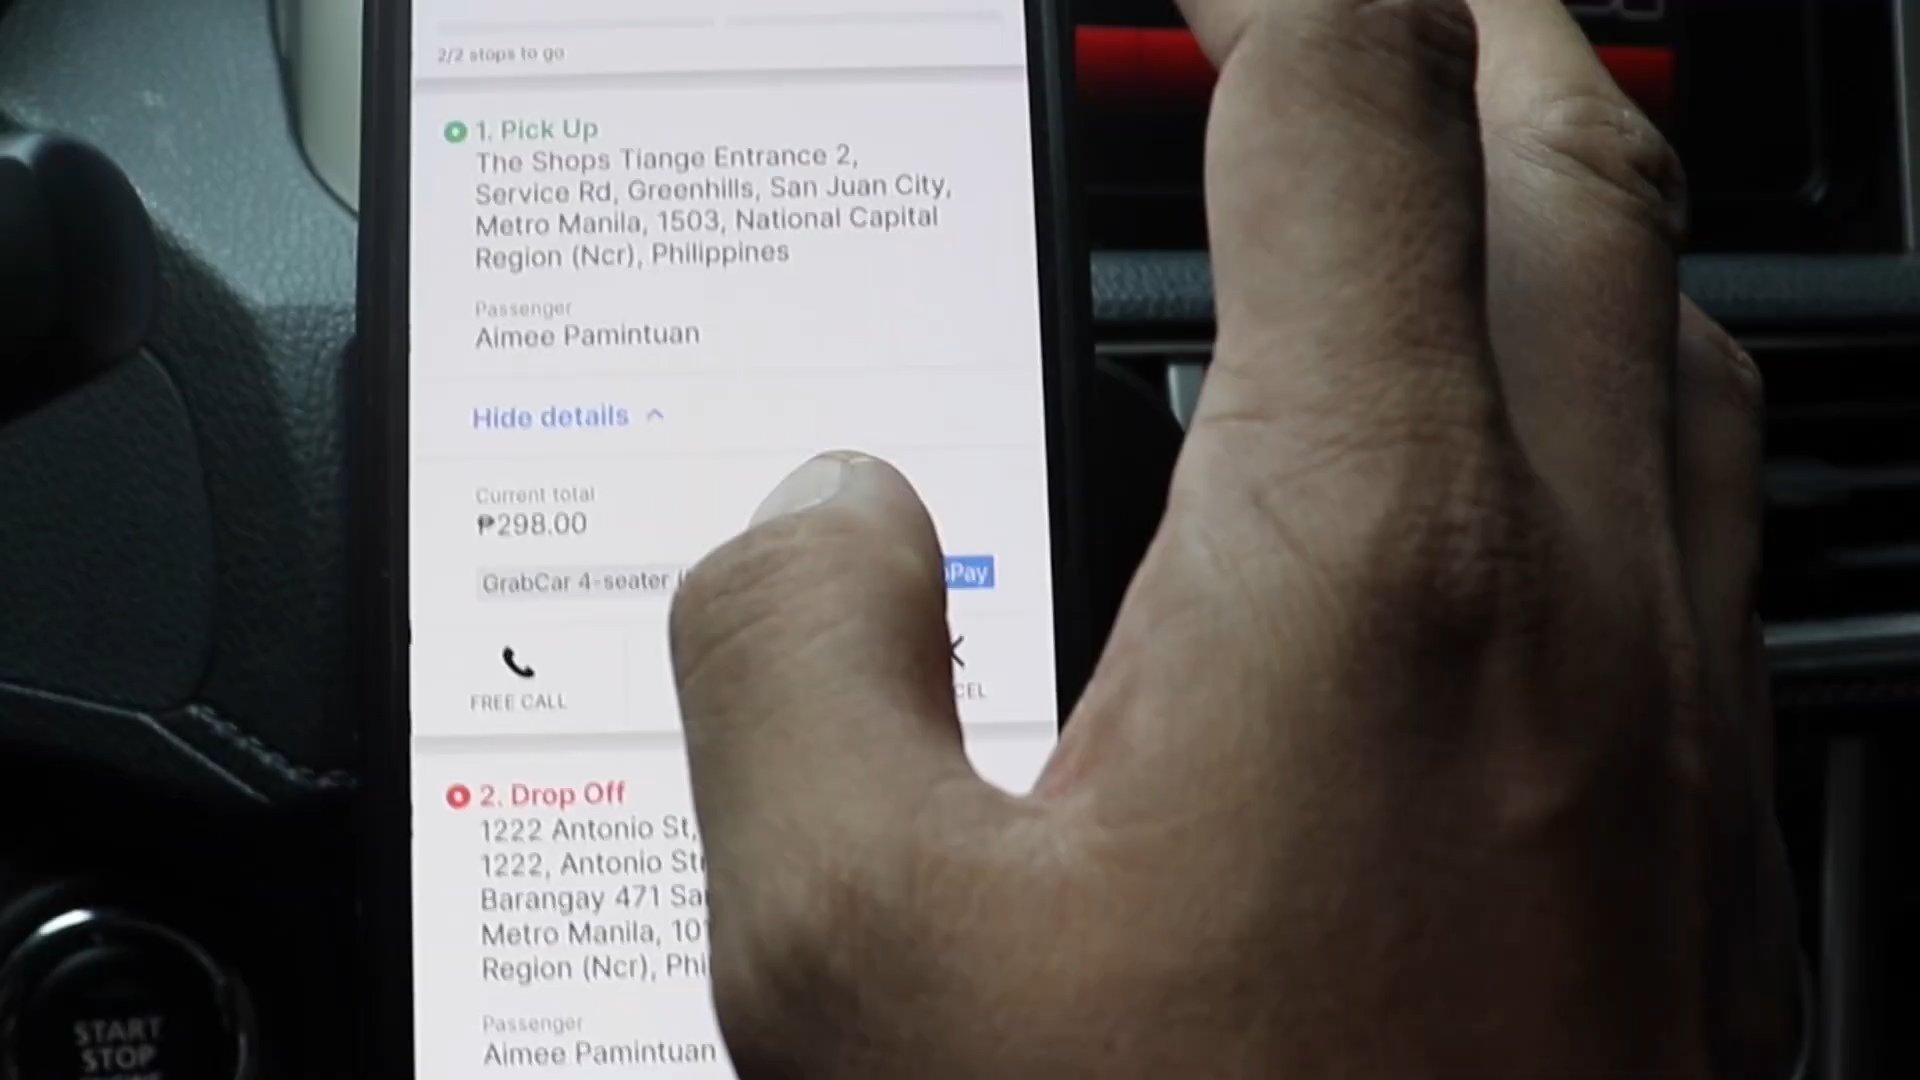 2/2 stops to go
1. Pick Up
The Shops Tiange Entrance 2,
Service Rd, Greenhills, San Juan City,
Metro Manila, 1503, National Capital
Region (Ncr), Philippines
Passenger
Aimee Pamintuan
Hide details
Current total
₱298.00
GrabCar 4-seater
Pay
FREE CALL
CEL
2. Drop Off
1222 Antonio St,
1222, Antonio
Barangay 471
Metro Manila,
Region (Ncr),
Passenger
Aimee Pamintuan
START
STOP